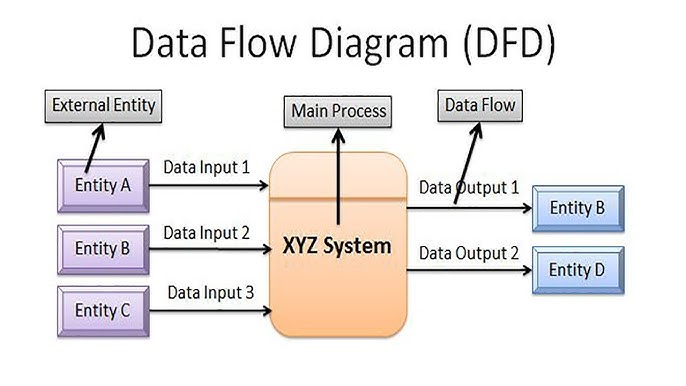 Data Flow Diagram (DFD)
External Entity
Main Process
Data Flow
Entity A
Data Input 1
Data Output 1
Entity B
Entity B
Data Input 2
XYZ System
Data Output 2
Entity D
Entity C
Data Input 3